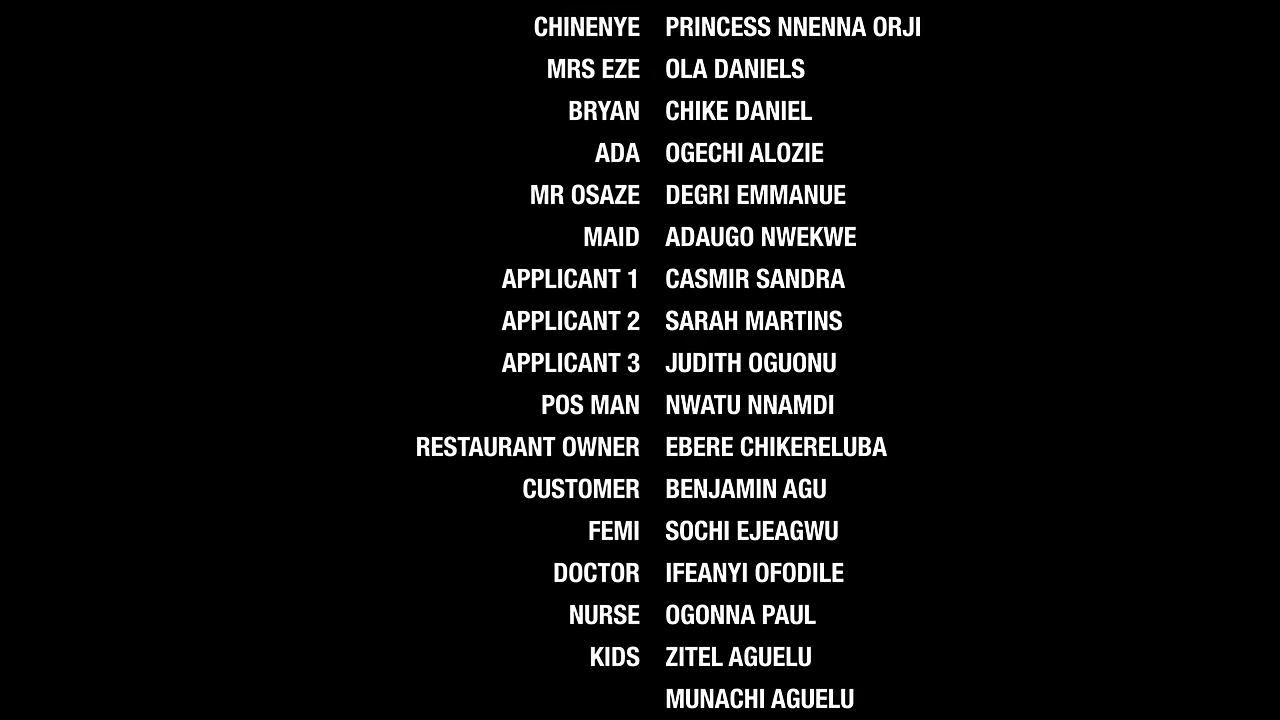 CHINENYE PRINCESS NNENNA ORJI
MRS EZE OLA DANIELS
BRYAN CHIKE DANIEL
ADA OGECHI ALOZIE
MR OSAZE DEGRI EMMANUE
MAID ADAUGO NWEKWE
APPLICANT 1 CASMIR SANDRA
APPLICANT 2 SARAH MARTINS
APPLICANT 3 JUDITH OGUONU
POS MAN NWATU NNAMDI
RESTAURANT OWNER EBERE CHIKERELUBA
CUSTOMER BENJAMIN AGU
FEMI SOCHI EJEAGWU
DOCTOR IFEANYI OFODILE
NURSE OGONNA PAUL
KIDS ZITEL AGUELU
MUNACHI AGUELU